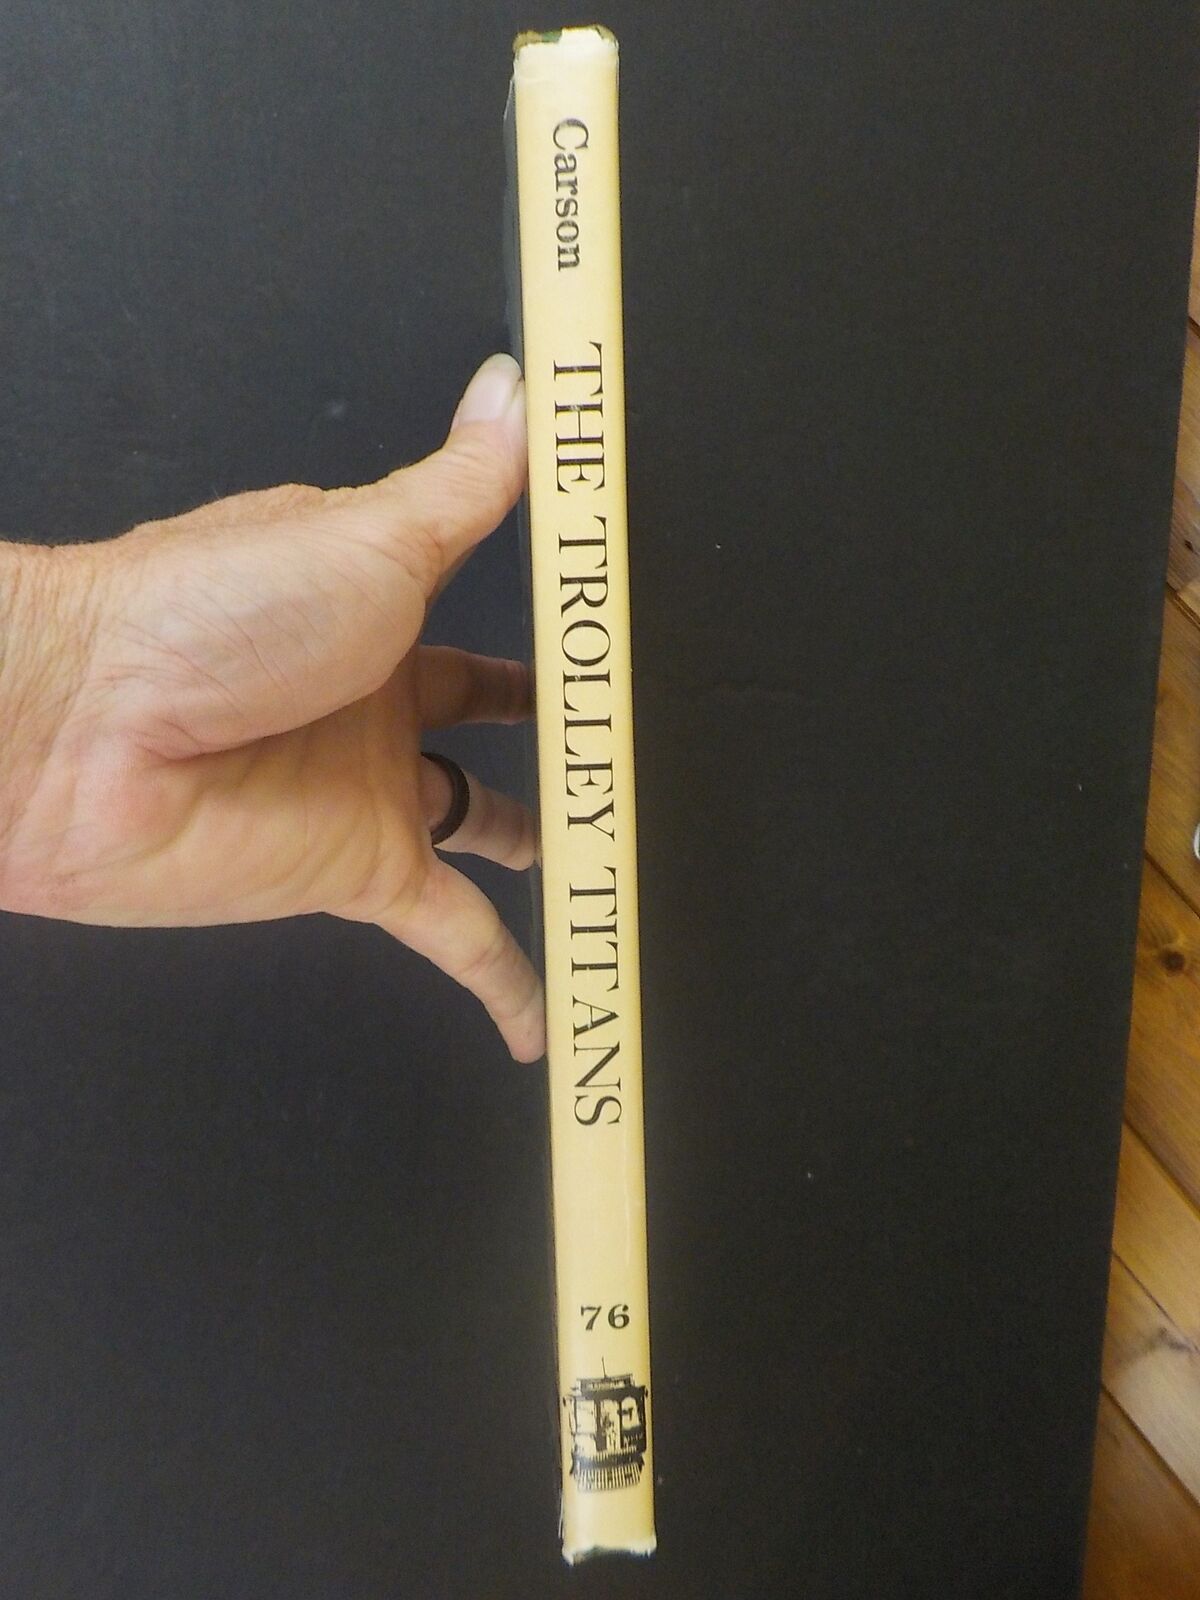 Carson
THE TROLLEY TITANS
76